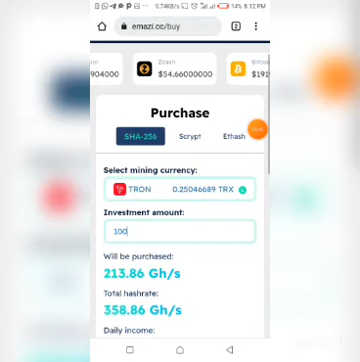 0.74KB/s 14% 8:12 PM
emazi.cc/buy
2
Zcash
904000 $54.66000000
Purchase
SHA-256 Scrypt Ethash
Select mining currency:
TRON 0.25046689 TRX
Investment amount:
100
Will be purchased:
213.86 Gh/s
Total hashrate:
358.86 Gh/s
Daily income: